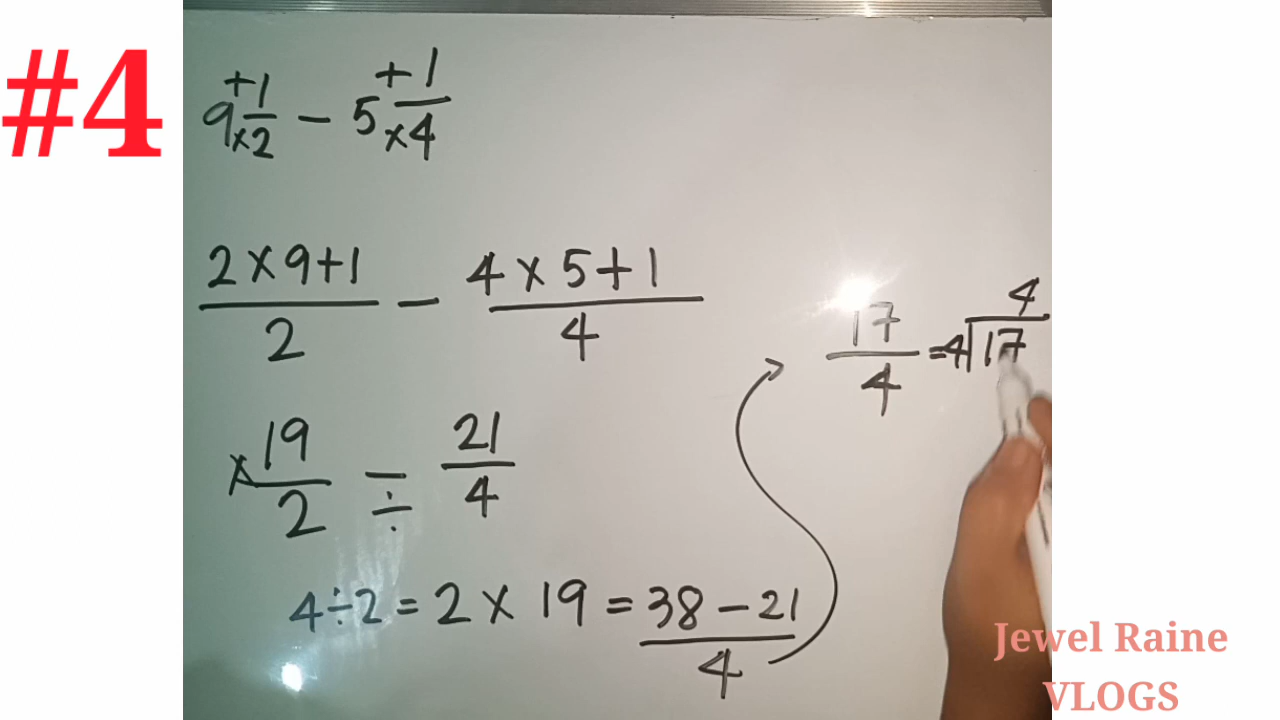 #4
9 + 1/×2 − 5 + 1/×4
2 × 9 + 1 / 2 − 4 × 5 + 1 / 4
× 19/2 − ÷ 21/4
4 ÷ 2 = 2 × 19 = 38 − 21 / 4
17/4 = 4√17
4
Jewel Raine
VLOGS